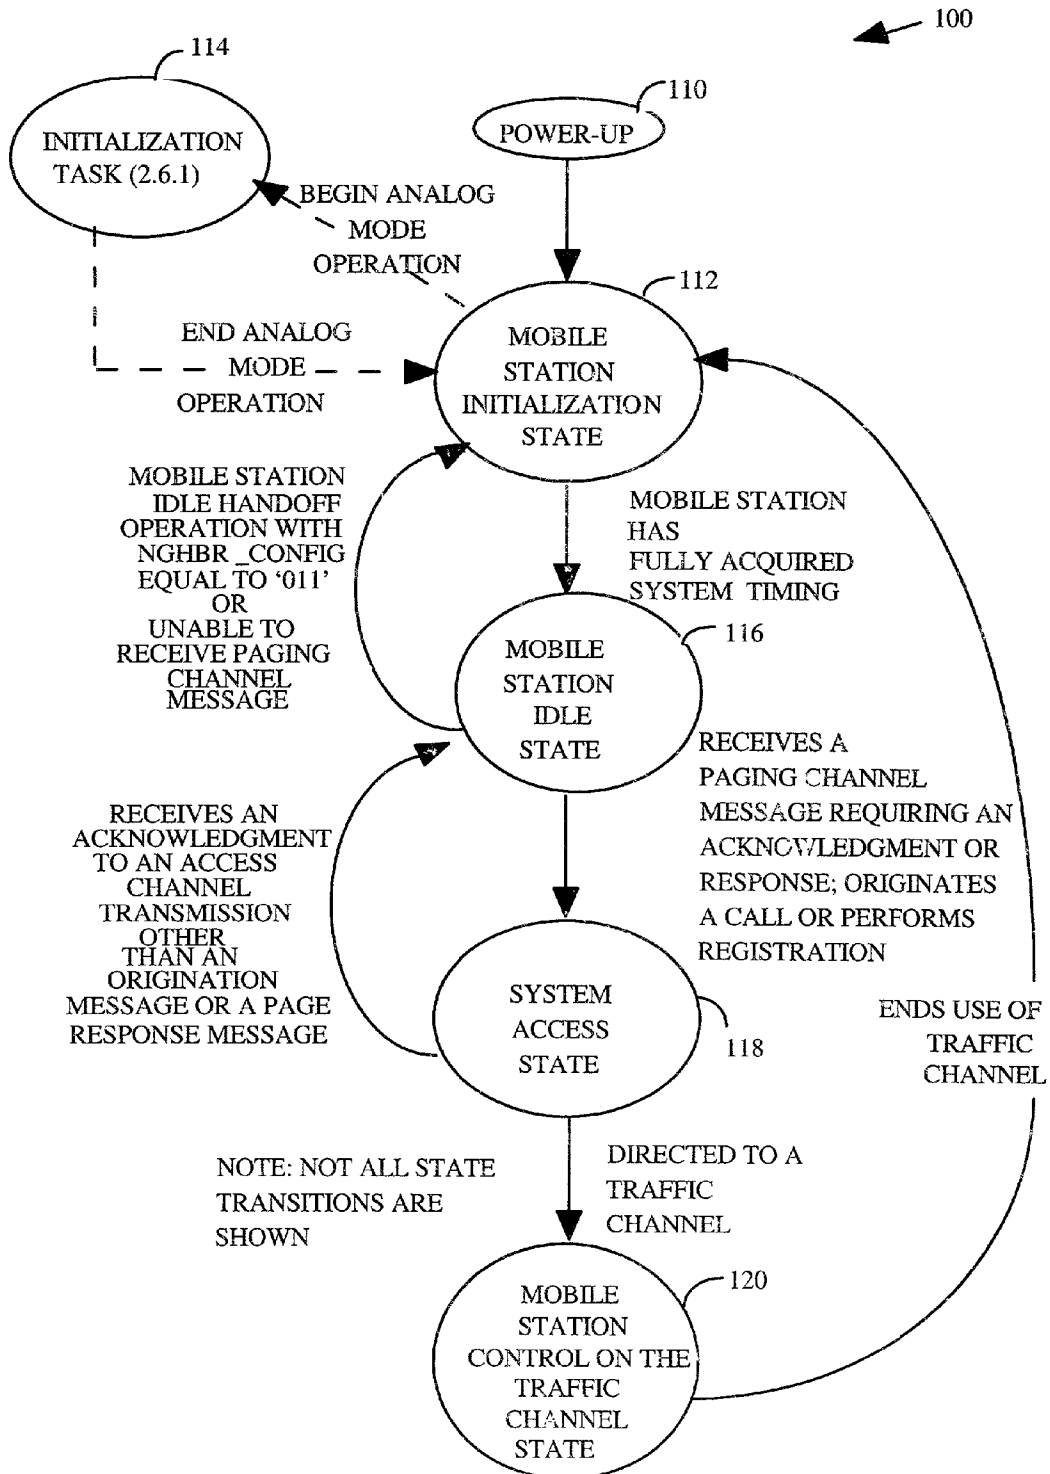 100
114
INITIALIZATION
TASK (2.6.1)
110
POWER-UP
BEGIN ANALOG
MODE
OPERATION
112
MOBILE
STATION
INITIALIZATION
STATE
END ANALOG
MODE
OPERATION
MOBILE STATION
IDLE HANDOFF
OPERATION WITH
NGHBR_CONFIG
EQUAL TO ‘011’
OR
UNABLE TO
RECEIVE PAGING
CHANNEL
MESSAGE
MOBILE STATION
HAS
FULLY ACQUIRED
SYSTEM TIMING
116
MOBILE
STATION
IDLE
STATE
RECEIVES A
PAGING CHANNEL
MESSAGE REQUIRING AN
ACKNOWLEDGMENT OR
RESPONSE; ORIGINATES
A CALL OR PERFORMS
REGISTRATION
RECEIVES AN
ACKNOWLEDGMENT
TO AN ACCESS
CHANNEL
TRANSMISSION
OTHER
THAN AN
ORIGINATION
MESSAGE OR A PAGE
RESPONSE MESSAGE
SYSTEM
ACCESS
STATE
118
ENDS USE OF
TRAFFIC
CHANNEL
NOTE: NOT ALL STATE
TRANSITIONS ARE
SHOWN
DIRECTED TO A
TRAFFIC
CHANNEL
120
MOBILE
STATION
CONTROL ON THE
TRAFFIC
CHANNEL
STATE